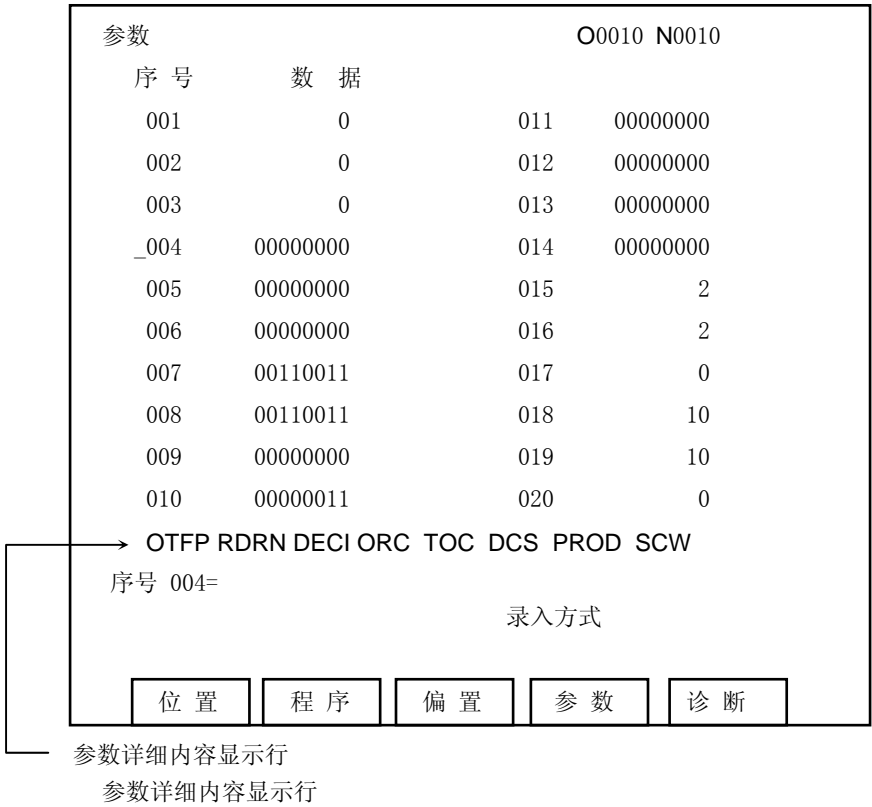 参数 O0010 N0010
序 号 数 据
001 0 011 00000000
002 0 012 00000000
003 0 013 00000000
_004 00000000 014 00000000
005 00000000 015 2
006 00000000 016 2
007 00110011 017 0
008 00110011 018 10
009 00000000 019 10
010 00000011 020 0
OTFP RDRN DECI ORC TOC DCS PROD SCW
序号 004=
录入方式
位 置 程 序 偏 置 参 数 诊 断
参数详细内容显示行
参数详细内容显示行